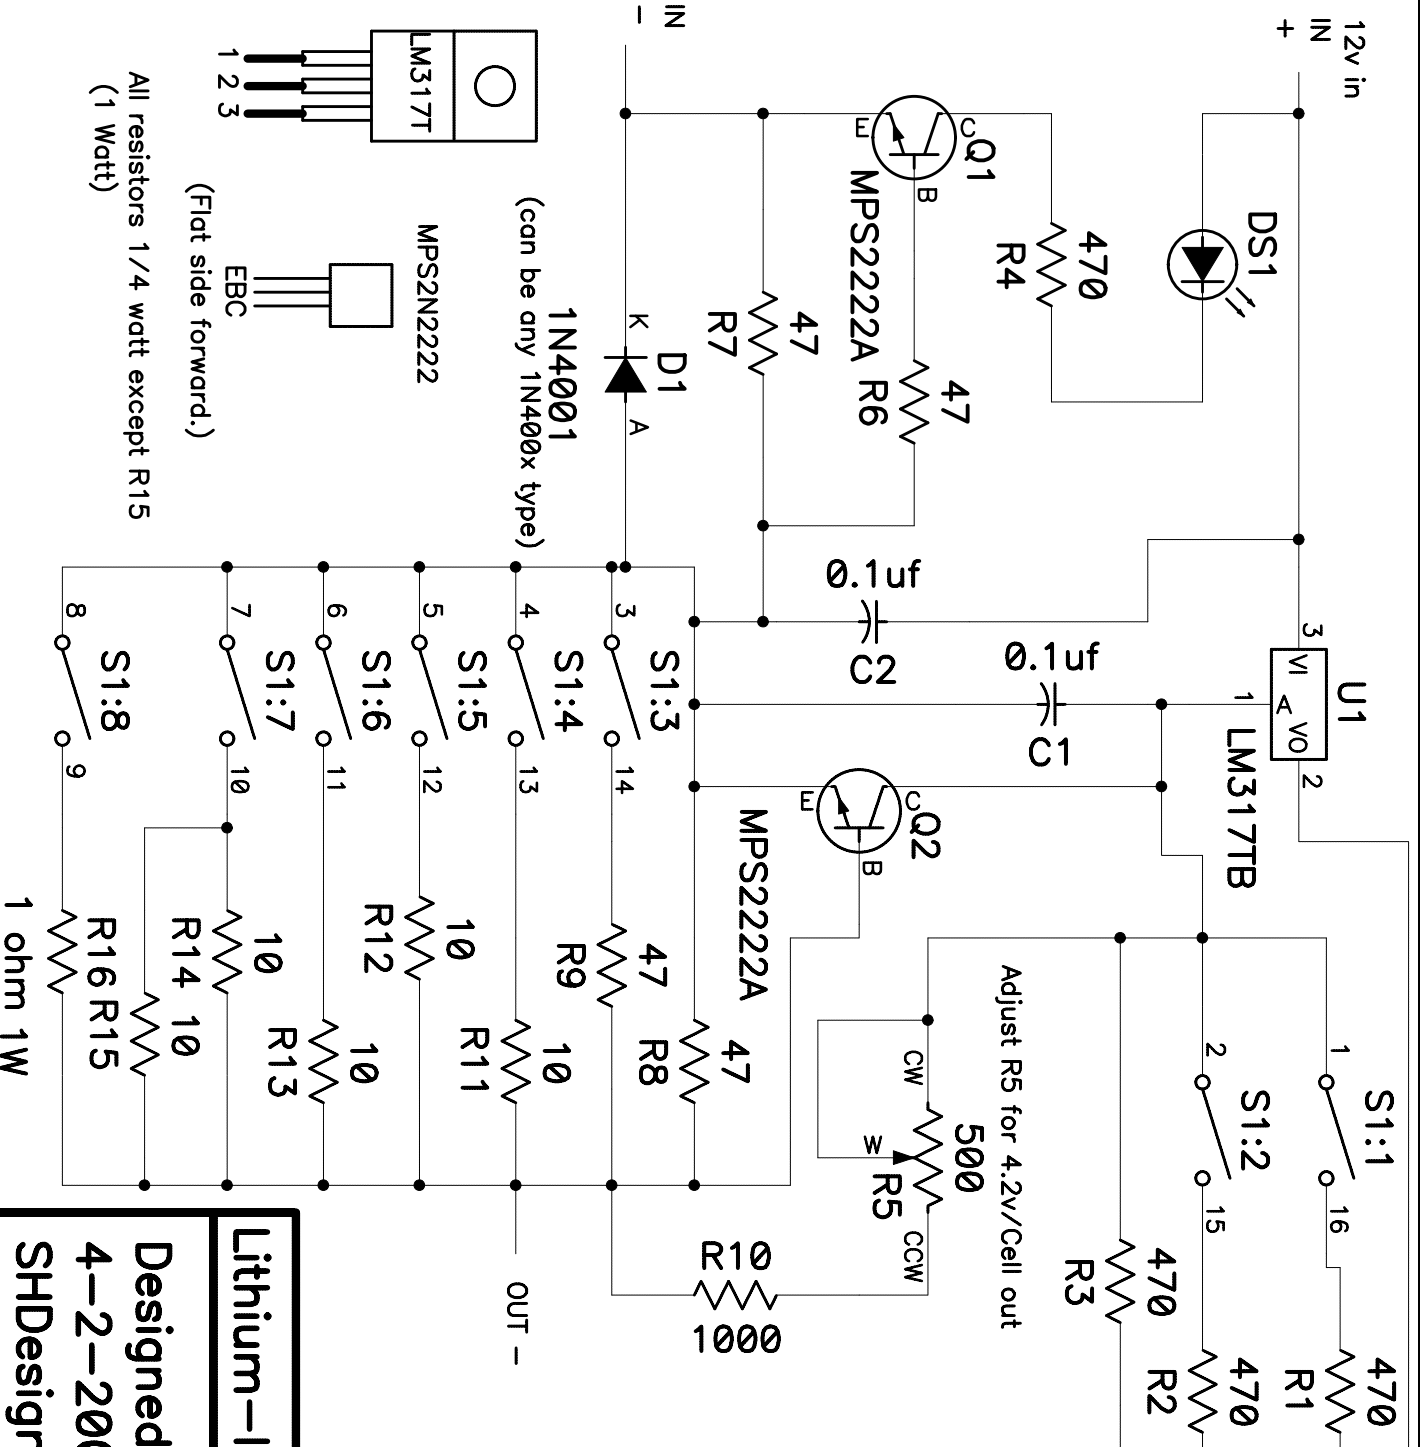 12v in
IN
+
IN
-
LM317T
1
2
3
All resistors 1/4 watt except R15
(1 Watt)
MPS2N2222
EBC
(Flat side forward.)
DS1
470
R4
Q1
C
B
E
MPS2222A
47
R6
47
R7
D1
K
A
1N4001
(can be any 1N400x type)
0.1uf
C2
0.1uf
C1
U1
3
VI
A
VO
1
2
LM317TB
Q2
C
B
E
MPS2222A
S1:3
3
14
S1:4
4
13
S1:5
5
12
S1:6
6
11
S1:7
7
10
S1:8
8
9
47
R8
47
R9
10
R11
10
R12
10
R13
10
R14
10
R15
R16
1 ohm 1W
Adjust R5 for 4.2v/Cell out
CW
500
W
R5
CCW
R10
1000
OUT -
S1:1
1
16
S1:2
2
15
470
R1
470
R2
470
R3
Designed
4-2-20
SHDesign